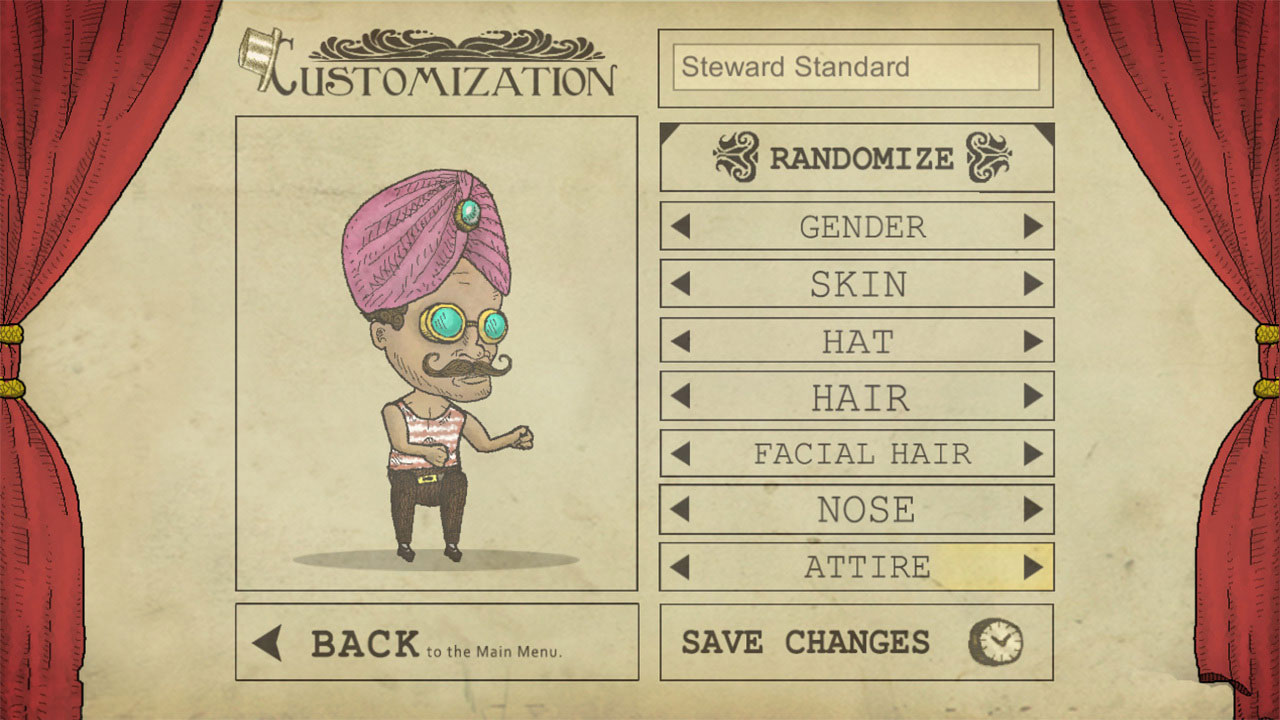 CUSTOMIZATION
Steward Standard
RANDOMIZE
GENDER
SKIN
HAT
HAIR
FACIAL HAIR
NOSE
ATTIRE
BACK to the Main Menu.
SAVE CHANGES